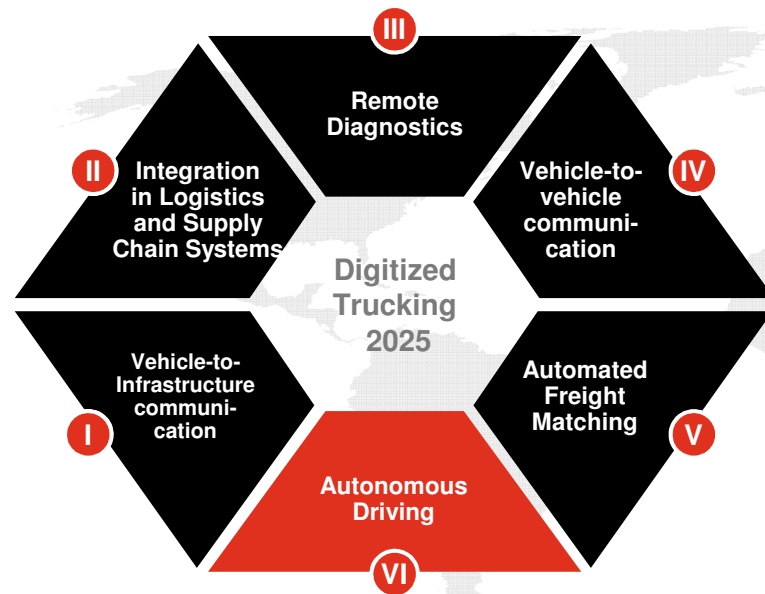 III
Remote
Diagnostics
II
Integration
in Logistics
and Supply
Chain Systems
IV
Vehicle-to-
vehicle
communi-
cation
Digitized
Trucking
2025
I
Vehicle-to-
Infrastructure
communi-
cation
V
Automated
Freight
Matching
Autonomous
Driving
VI